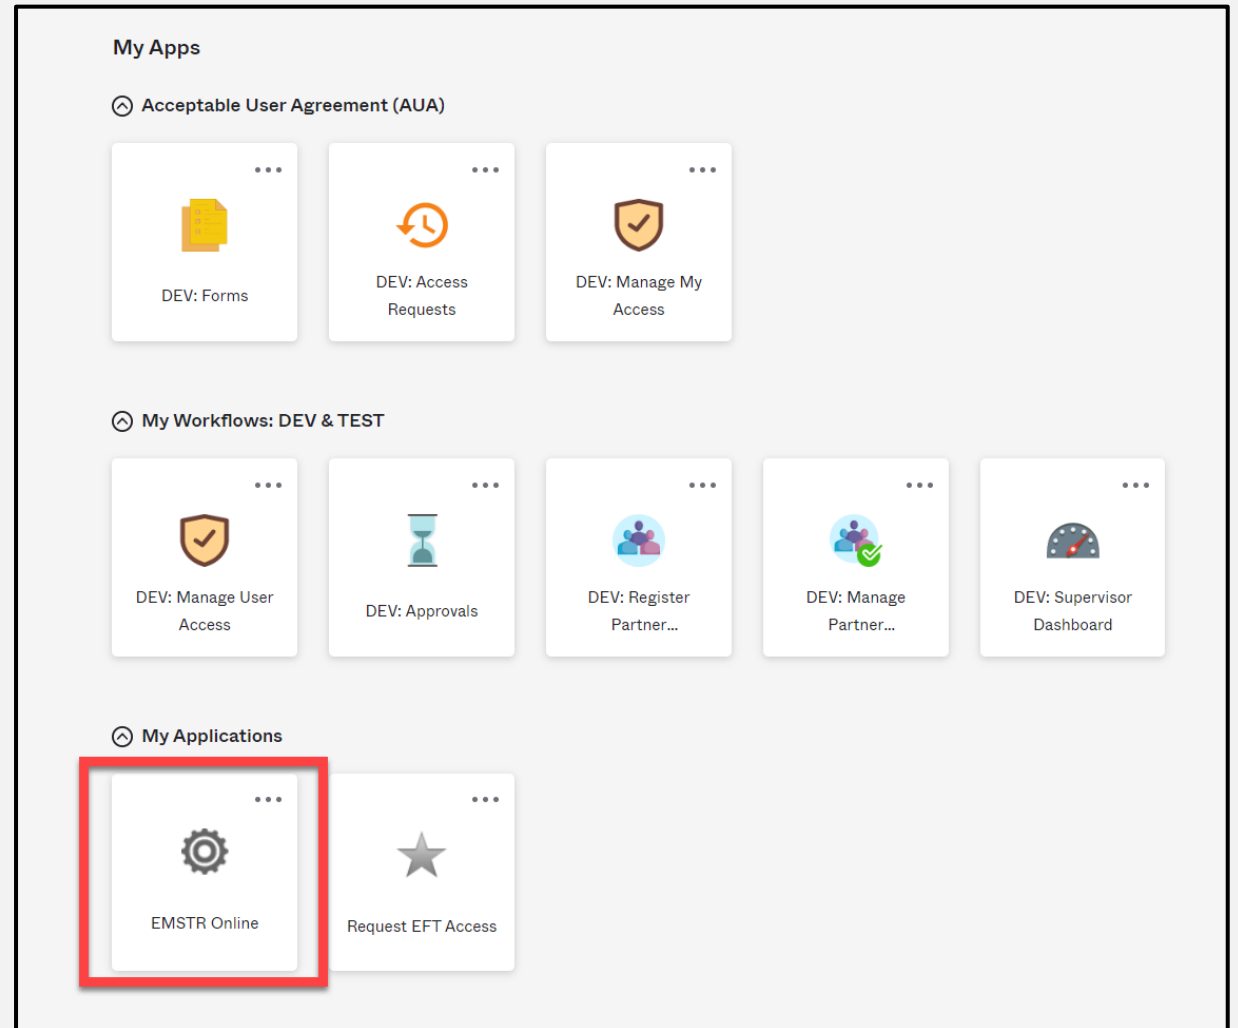 My Apps
Acceptable User Agreement (AUA)
DEV: Forms
DEV: Access
Requests
DEV: Manage My
Access
My Workflows: DEV & TEST
DEV: Manage User
Access
DEV: Approvals
DEV: Register
Partner...
DEV: Manage
Partner...
DEV: Supervisor
Dashboard
My Applications
EMSTR Online
Request EFT Access